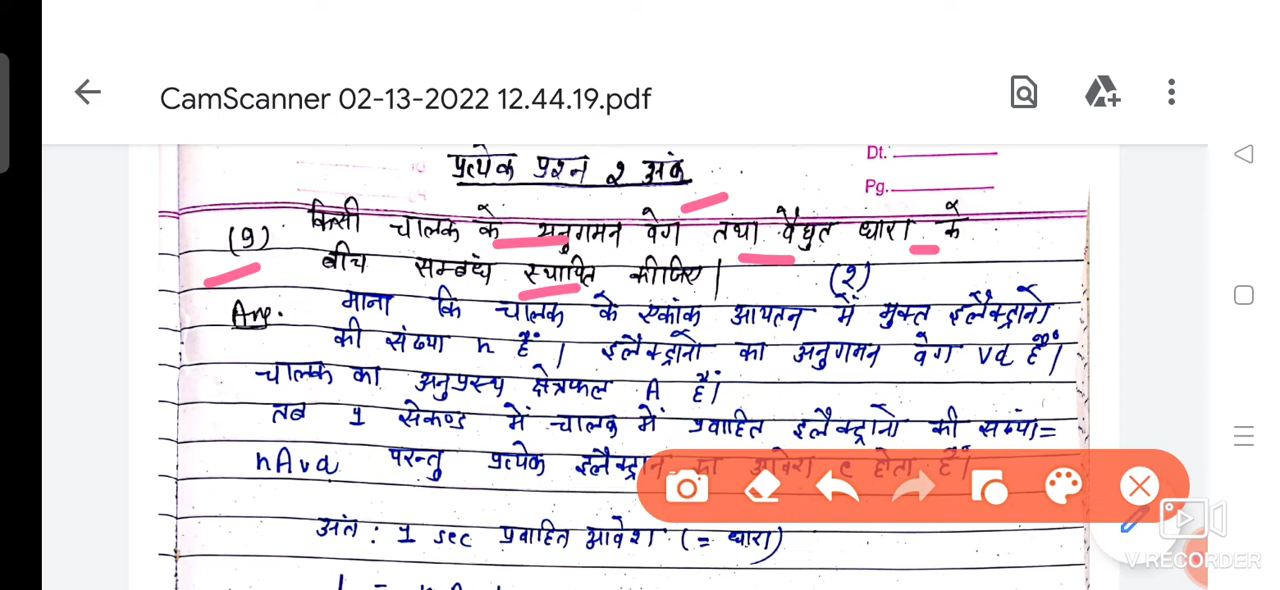 CamScanner 02-13-2022 12.44.19.pdf
प्रत्येक प्रश्न 2 अंक
Dt.
Pg.
(9) किसी चालक के अनुगमन वेग तथा वैद्युत धारा के
बीच सम्बंध स्थापित कीजिए। (2)
Ans. माना कि चालक के एकांक आयतन में मुक्त इलैक्ट्रानो
की संख्या n हैं। इलैक्ट्रानो का अनुगमन वेग vd हैं।
चालक का अनुप्रस्थ क्षेत्रफल A हैं।
तब 1 सेकण्ड में चालक में प्रवाहित इलैक्ट्रानो की संख्या=
nAvd परन्तु प्रत्येक इलैक्ट्रान का आवेश e होता हैं।
अंत: 1 sec प्रवाहित आवेश (= धारा)
V RECORDER